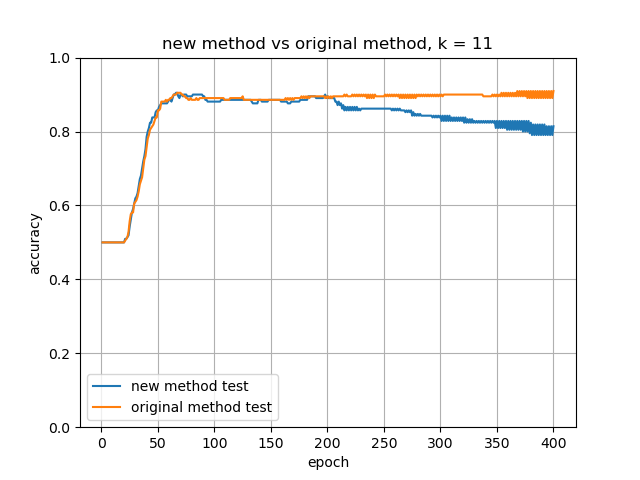 new method vs original method, k = 11
1.0
0.8
0.6
0.4
0.2
0.0
accuracy
new method test
original method test
0 50 100 150 200 250 300 350 400
epoch